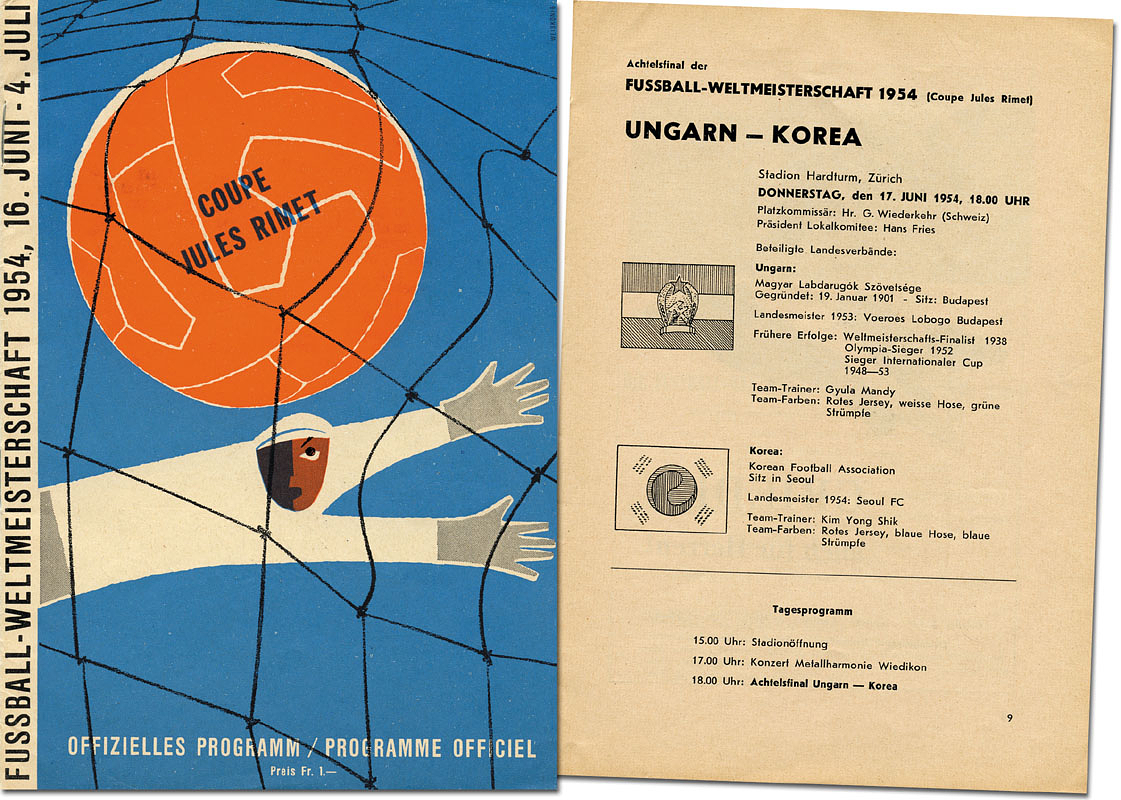 FUSSBALL-WELTMEISTERSCHAFT 1954, 16. JUNI - 4. JULI
COUPE
JULES RIMET
OFFIZIELLES PROGRAMM / PROGRAMME OFFICIEL
Preis Fr. 1.—
Achtelsfinal der
FUSSBALL-WELTMEISTERSCHAFT 1954 (Coupe Jules Rimet)
UNGARN — KOREA
Stadion Hardturm, Zürich
DONNERSTAG, den 17. JUNI 1954, 18.00 UHR
Platzkommissär: Hr. G. Wiederkehr (Schweiz)
Präsident Lokalkomitee: Hans Fries
Beteiligte Landesverbände:
Ungarn:
Magyar Labdarugók Szövetsége
Gegründet: 19. Januar 1901 - Sitz: Budapest
Landesmeister 1953: Voeroes Lobogo Budapest
Frühere Erfolge: Weltmeisterschafts-Finalist 1938
Olympia-Sieger 1952
Sieger Internationaler Cup
1948—53
Team-Trainer: Gyula Mandy
Team-Farben: Rotes Jersey, weisse Hose, grüne
Strümpfe
Korea:
Korean Football Association
Sitz in Seoul
Landesmeister 1954: Seoul FC
Team-Trainer: Kim Yong Shik
Team-Farben: Rotes Jersey, blaue Hose, blaue
Strümpfe
Tagesprogramm
15.00 Uhr: Stadionöffnung
17.00 Uhr: Konzert Metallharmonie Wiedikon
18.00 Uhr: Achtelsfinal Ungarn — Korea
9